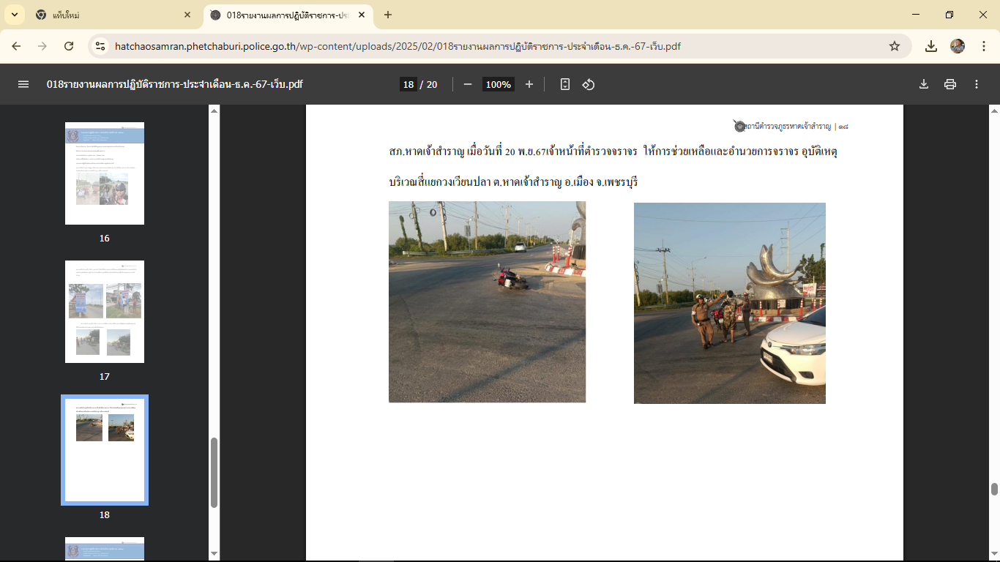 แท็บใหม่
018รายงานผลการปฏิบัติราชการ-ประ
hatchaosamran.phetchaburi.police.go.th/wp-content/uploads/2025/02/018รายงานผลการปฏิบัติราชการ-ประจำเดือน-ธ.ค.-67-เว็บ.pdf
018รายงานผลการปฏิบัติราชการ-ประจำเดือน-ธ.ค.-67-เว็บ.pdf
18 / 20
100%
สถานีตำรวจภูธรหาดเจ้าสำราญ | ๑๘
สภ.หาดเจ้าสำราญ เมื่อวันที่ 20 พ.ย.67เจ้าหน้าที่ตำรวจจราจร ให้การช่วยเหลือและอำนวยการจราจร อุบัติเหตุ
บริเวณสี่แยกวงเวียนปลา ต.หาดเจ้าสำราญ อ.เมือง จ.เพชรบุรี
16
17
18